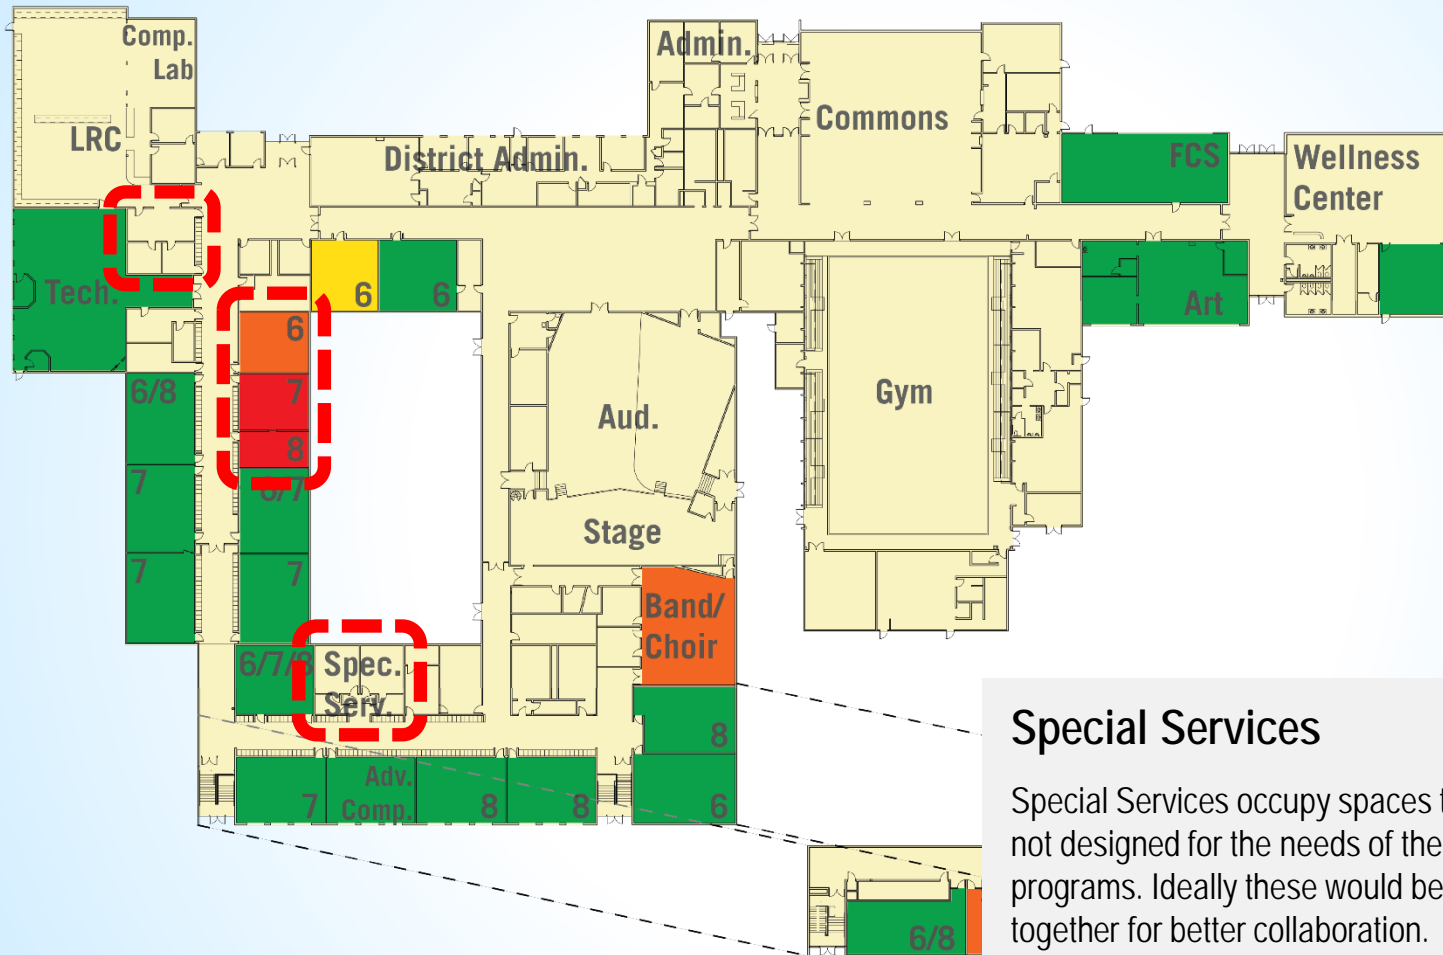 Comp.
Lab
LRC
Admin.
District Admin.
Commons
FCS
Wellness
Center
Tech.
6
6
Art
6
7
8
6/8
7
7
6/7
7
Gym
Aud.
Stage
Band/
Choir
6/7/8
Spec.
Serv.
8
7
Adv.
Comp.
8
8
6
6/8
Special Services
Special Services occupy spaces
not designed for the needs of the
programs. Ideally these would be
together for better collaboration.